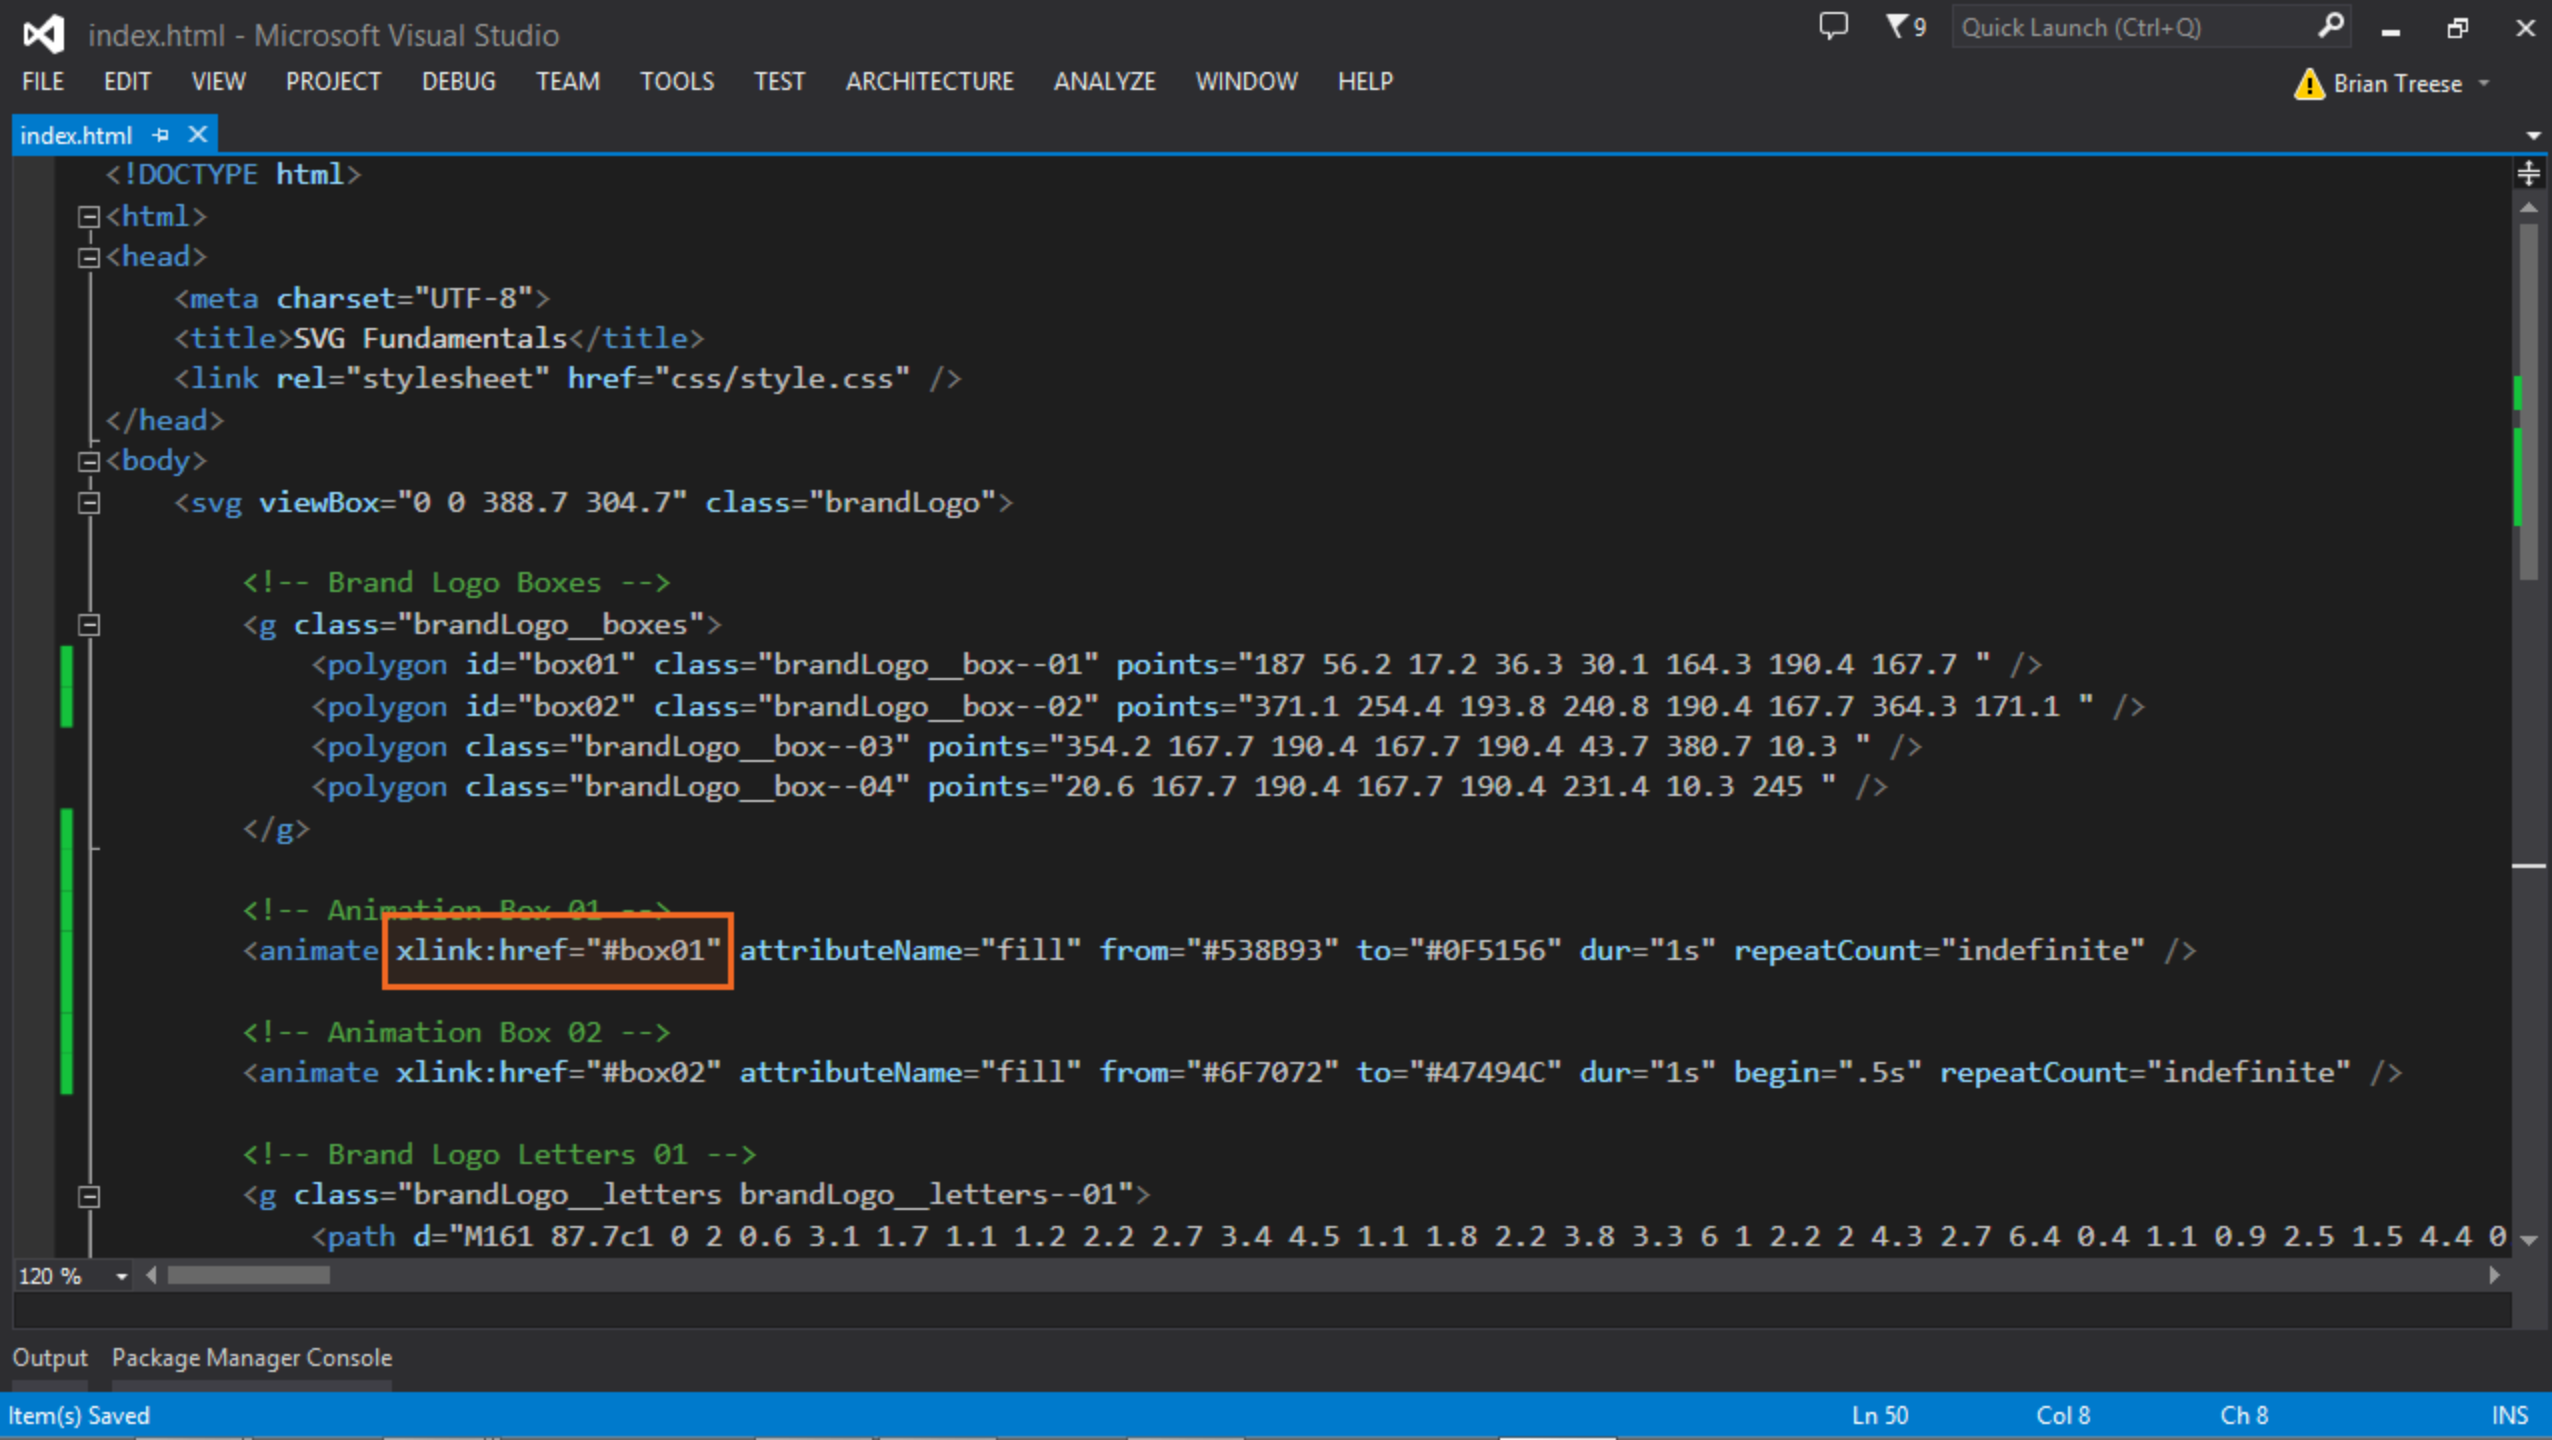 index.html - Microsoft Visual Studio
9
Quick Launch (Ctrl+Q)
FILE EDIT VIEW PROJECT DEBUG TEAM TOOLS TEST ARCHITECTURE ANALYZE WINDOW HELP
Brian Treese
index.html
<!DOCTYPE html>
<html>
<head>
<meta charset="UTF-8">
<title>SVG Fundamentals</title>
<link rel="stylesheet" href="css/style.css" />
</head>
<body>
<svg viewBox="0 0 388.7 304.7" class="brandLogo">
<!-- Brand Logo Boxes -->
<g class="brandLogo__boxes">
<polygon id="box01" class="brandLogo__box--01" points="187 56.2 17.2 36.3 30.1 164.3 190.4 167.7 " />
<polygon id="box02" class="brandLogo__box--02" points="371.1 254.4 193.8 240.8 190.4 167.7 364.3 171.1 " />
<polygon class="brandLogo__box--03" points="354.2 167.7 190.4 167.7 190.4 43.7 380.7 10.3 " />
<polygon class="brandLogo__box--04" points="20.6 167.7 190.4 167.7 190.4 231.4 10.3 245 " />
</g>
<!-- Animation Box 01 -->
<animate xlink:href="#box01" attributeName="fill" from="#538B93" to="#0F5156" dur="1s" repeatCount="indefinite" />
<!-- Animation Box 02 -->
<animate xlink:href="#box02" attributeName="fill" from="#6F7072" to="#47494C" dur="1s" begin=".5s" repeatCount="indefinite" />
<!-- Brand Logo Letters 01 -->
<g class="brandLogo__letters brandLogo__letters--01">
<path d="M161 87.7c1 0 2 0.6 3.1 1.7 1.1 1.2 2.2 2.7 3.4 4.5 1.1 1.8 2.2 3.8 3.3 6 1 2.2 2 4.3 2.7 6.4 0.4 1.1 0.9 2.5 1.5 4.4 0
120 %
Output Package Manager Console
Item(s) Saved
Ln 50 Col 8 Ch 8 INS